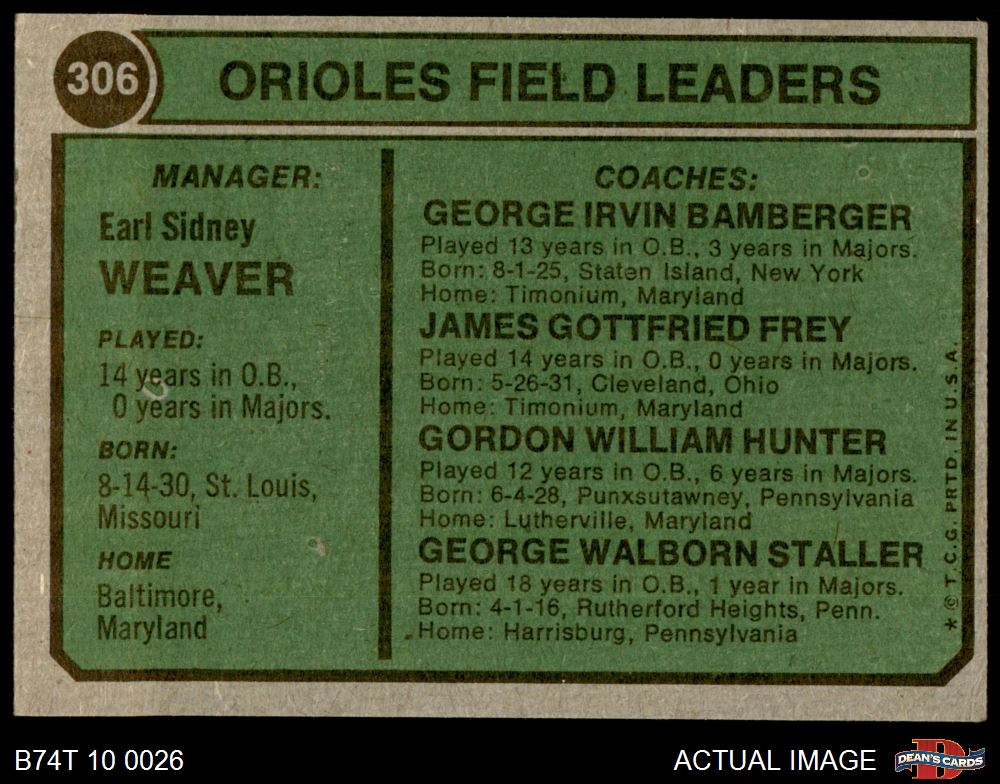 306
ORIOLES FIELD LEADERS
MANAGER:
Earl Sidney
WEAVER
PLAYED:
14 years in O.B.,
0 years in Majors.
BORN:
8-14-30, St. Louis,
Missouri
HOME
Baltimore,
Maryland
COACHES:
GEORGE IRVIN BAMBERGER
Played 13 years in O.B., 3 years in Majors.
Born: 8-1-25, Staten Island, New York
Home: Timonium, Maryland
JAMES GOTTFRIED FREY
Played 14 years in O.B., 0 years in Majors.
Born: 5-26-31, Cleveland, Ohio
Home: Timonium, Maryland
GORDON WILLIAM HUNTER
Played 12 years in O.B., 6 years in Majors.
Born: 6-4-28, Punxsutawney, Pennsylvania
Home: Lutherville, Maryland
GEORGE WALBORN STALLER
Played 18 years in O.B., 1 year in Majors.
Born: 4-1-16, Rutherford Heights, Penn.
Home: Harrisburg, Pennsylvania
* © T.C.G. PRTD. IN U.S.A.
B74T 10 0026
ACTUAL IMAGE
D
DEAN'S CARDS